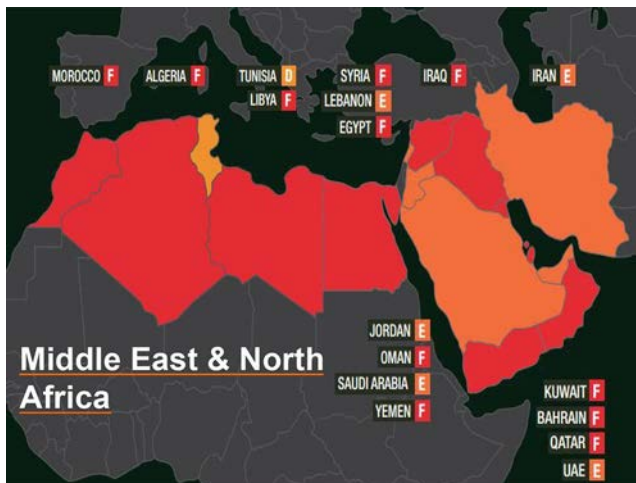 MOROCCO F
ALGERIA F
TUNISIA D
LIBYA F
SYRIA F
LEBANON E
EGYPT F
IRAQ F
IRAN E
JORDAN E
OMAN F
SAUDI ARABIA E
YEMEN F
Middle East & North
Africa
KUWAIT F
BAHRAIN F
QATAR F
UAE E